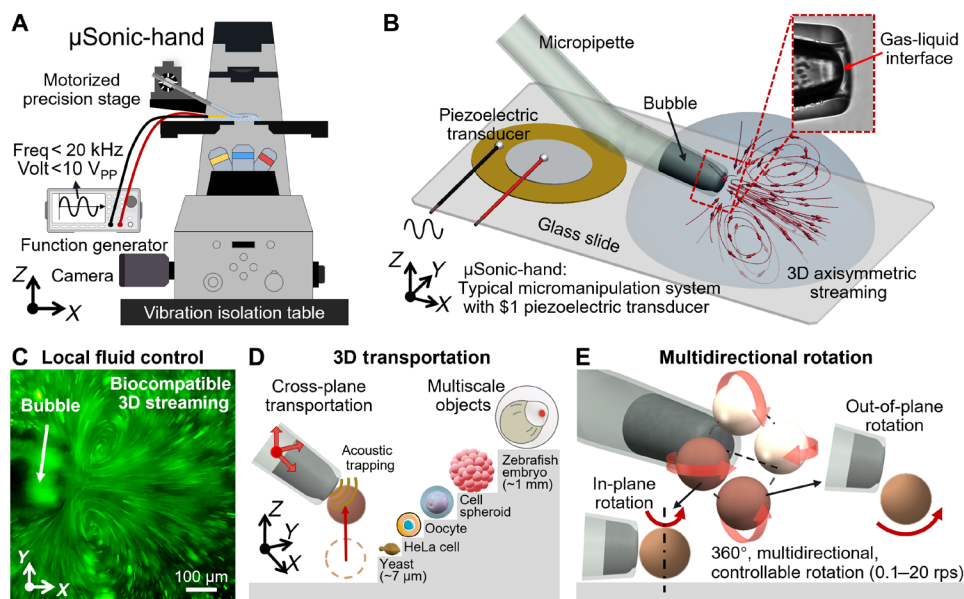 A
μSonic-hand
Motorized
precision stage
Freq< 20 kHz
Volt<10 VPP
Function generator
Camera
Z
X
Vibration isolation table
B
Micropipette
Gas-liquid
interface
Bubble
Piezoelectric
transducer
Glass slide
Z
Y
X
μSonic-hand:
Typical micromanipulation system
with $1 piezoelectric transducer
3D axisymmetric
streaming
C Local fluid control
Biocompatible
3D streaming
Bubble
Y
X
100 μm
D 3D transportation
Cross-plane
transportation
Multiscale
objects
Acoustic
trapping
Zebrafish
embryo
(~1 mm)
Cell
spheroid
Oocyte
HeLa cell
Yeast
(~7 μm)
Z
Y
X
E Multidirectional rotation
Out-of-plane
rotation
In-plane
rotation
360°, multidirectional,
controllable rotation (0.1–20 rps)